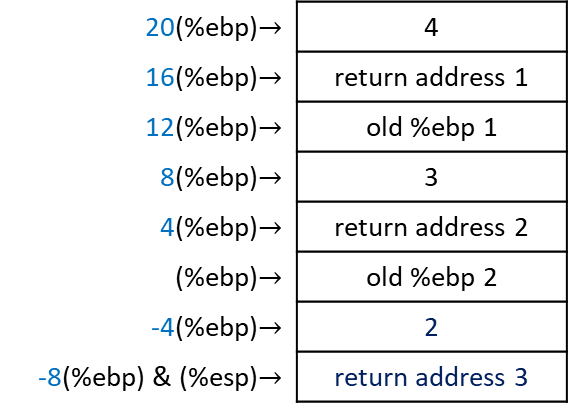 20(%ebp)→ 4
16(%ebp)→ return address 1
12(%ebp)→ old %ebp 1
8(%ebp)→ 3
4(%ebp)→ return address 2
(%ebp)→ old %ebp 2
-4(%ebp)→ 2
-8(%ebp) & (%esp)→ return address 3